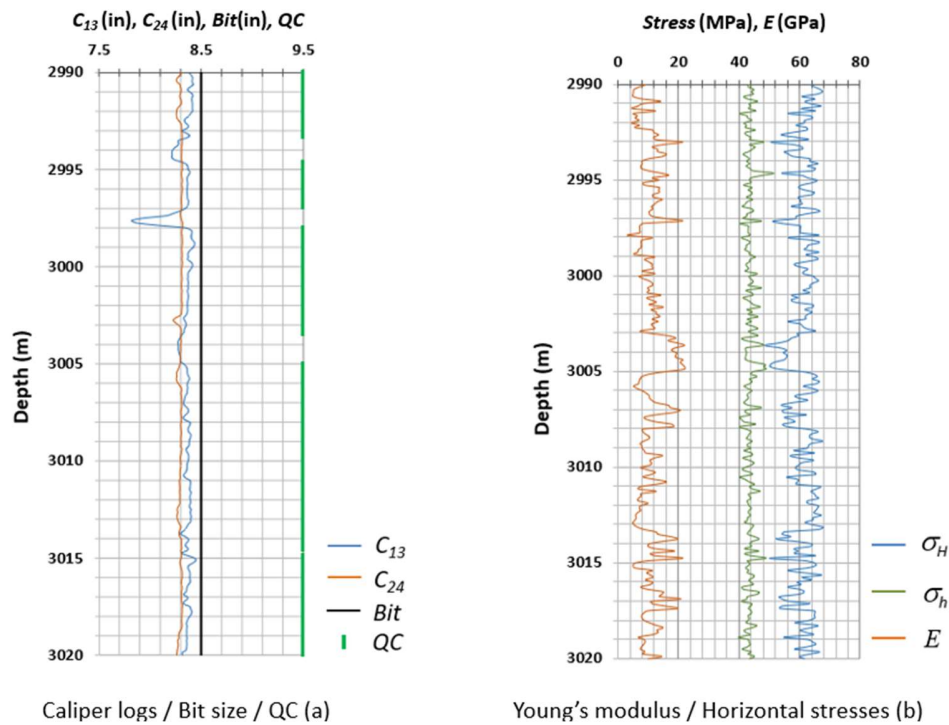 C13 (in), C24 (in), Bit(in), QC
7.5 8.5 9.5
Depth (m)
2990
2995
3000
3005
3010
3015
3020
C13
C24
Bit
QC
Caliper logs / Bit size / QC (a)
Stress (MPa), E (GPa)
0 20 40 60 80
Depth (m)
2990
2995
3000
3005
3010
3015
3020
σH
σh
E
Young's modulus / Horizontal stresses (b)